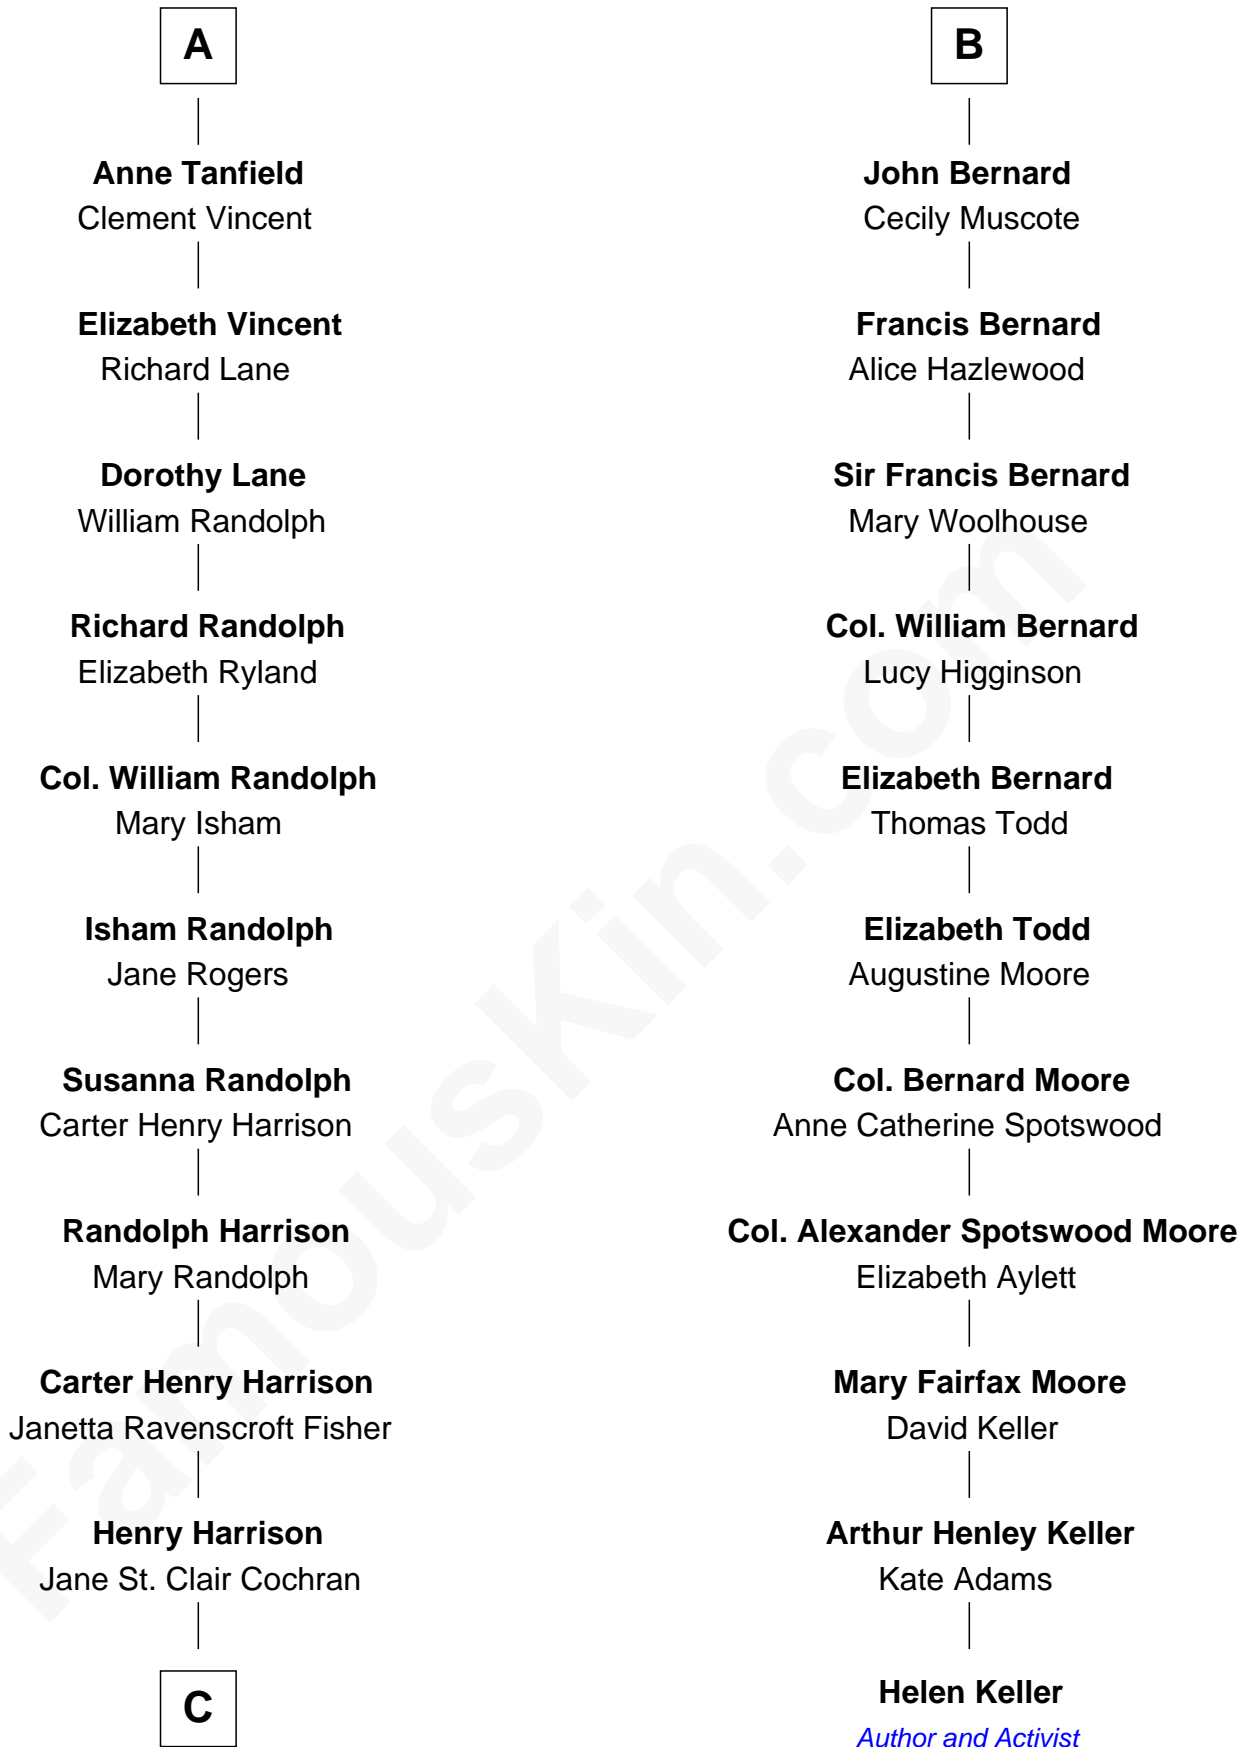 A
Anne Tanfield
Clement Vincent
Elizabeth Vincent
Richard Lane
Dorothy Lane
William Randolph
Richard Randolph
Elizabeth Ryland
Col. William Randolph
Mary Isham
Isham Randolph
Jane Rogers
Susanna Randolph
Carter Henry Harrison
Randolph Harrison
Mary Randolph
Carter Henry Harrison
Janetta Ravenscroft Fisher
Henry Harrison
Jane St. Clair Cochran
C
B
John Bernard
Cecily Muscote
Francis Bernard
Alice Hazlewood
Sir Francis Bernard
Mary Woolhouse
Col. William Bernard
Lucy Higginson
Elizabeth Bernard
Thomas Todd
Elizabeth Todd
Augustine Moore
Col. Bernard Moore
Anne Catherine Spotswood
Col. Alexander Spotswood Moore
Elizabeth Aylett
Mary Fairfax Moore
David Keller
Arthur Henley Keller
Kate Adams
Helen Keller
Author and Activist
FamousKin.com